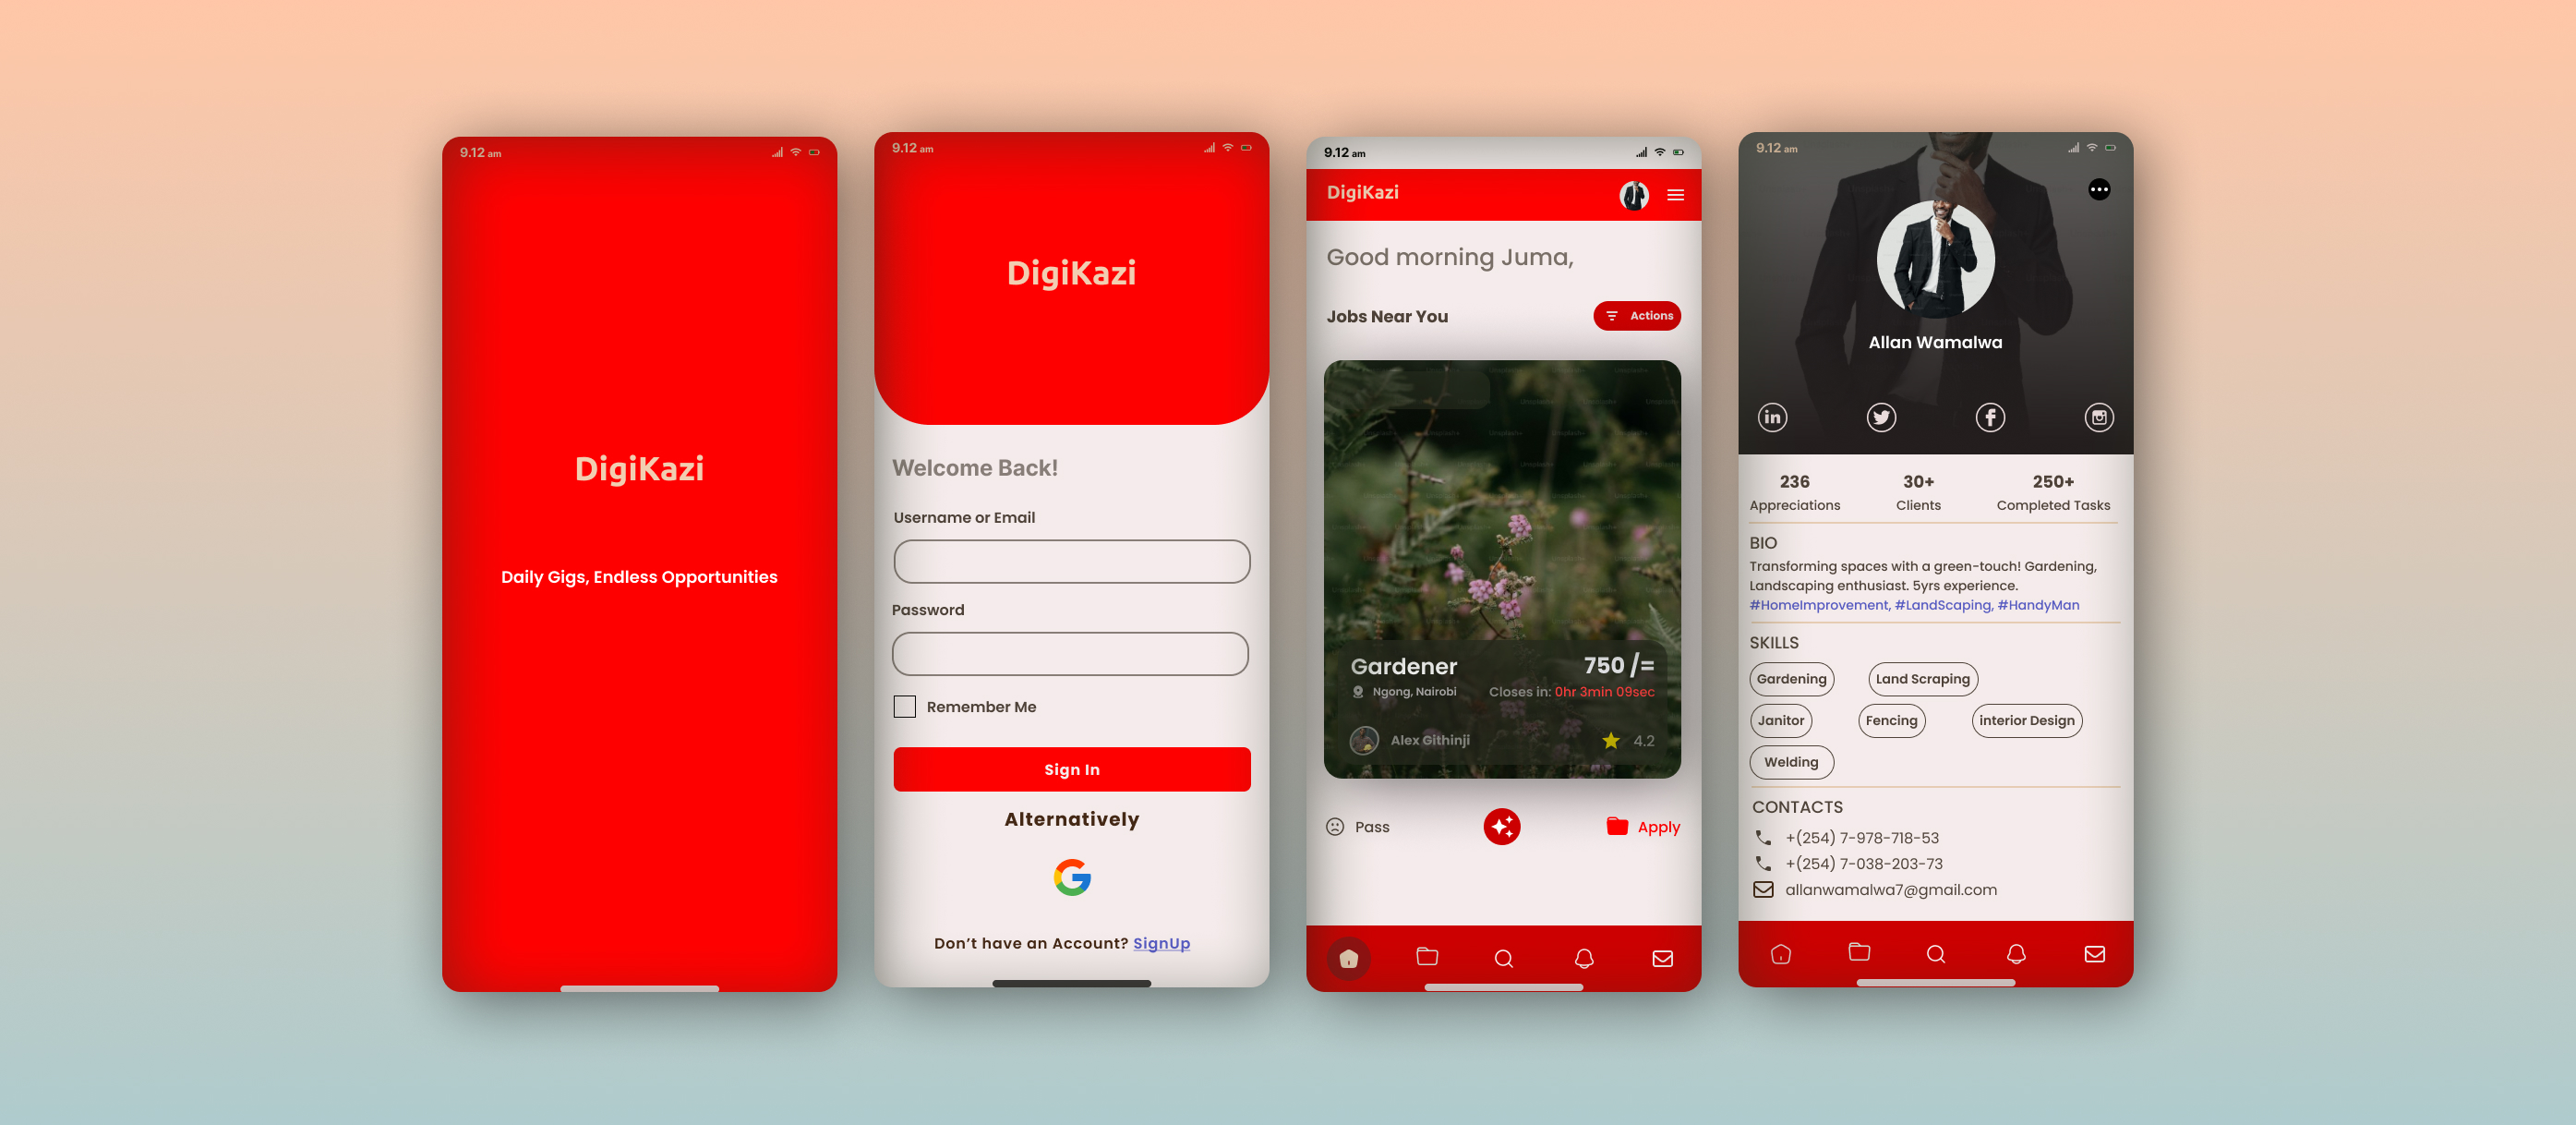 9.12 am
DigiKazi
Daily Gigs, Endless Opportunities
9.12 am
DigiKazi
Welcome Back!
Username or Email
Password
Remember Me
Sign In
Alternatively
Don't have an Account? SignUp
9.12 am
DigiKazi
Good morning Juma,
Jobs Near You
Actions
Gardener 750 /=
Ngong, Nairobi Closes in: 0hr 3min 09sec
Alex Githinji 4.2
Pass
Apply
9.12 am
Allan Wamalwa
in
236 30+ 250+
Appreciations Clients Completed Tasks
BIO
Transforming spaces with a green-touch! Gardening,
Landscaping enthusiast. 5yrs experience.
#HomeImprovement, #LandScaping, #HandyMan
SKILLS
Gardening Land Scraping
Janitor Fencing interior Design
Welding
CONTACTS
+(254) 7-978-718-53
+(254) 7-038-203-73
allanwamalwa7@gmail.com